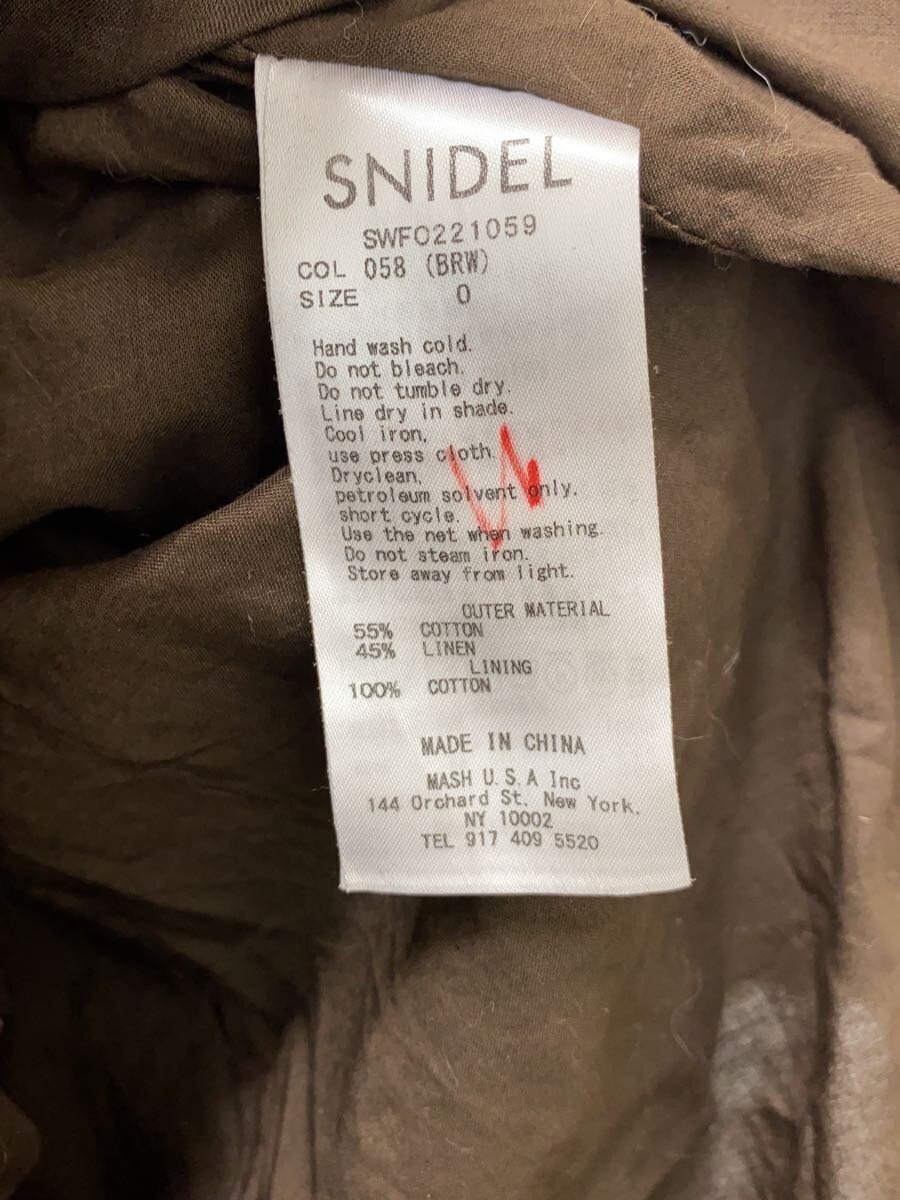 SNIDEL
SWFO221059
COL 058 (BRW)
SIZE 0
Hand wash cold.
Do not bleach.
Do not tumble dry.
Line dry in shade.
Cool iron,
use press cloth.
Dryclean,
petroleum solvent only.
short cycle.
Use the net when washing.
Do not steam iron.
Store away from light.
OUTER MATERIAL
55% COTTON
45% LINEN
LINING
100% COTTON
MADE IN CHINA
MASH U.S.A Inc
144 Orchard St. New York.
NY 10002
TEL 917 409 5520